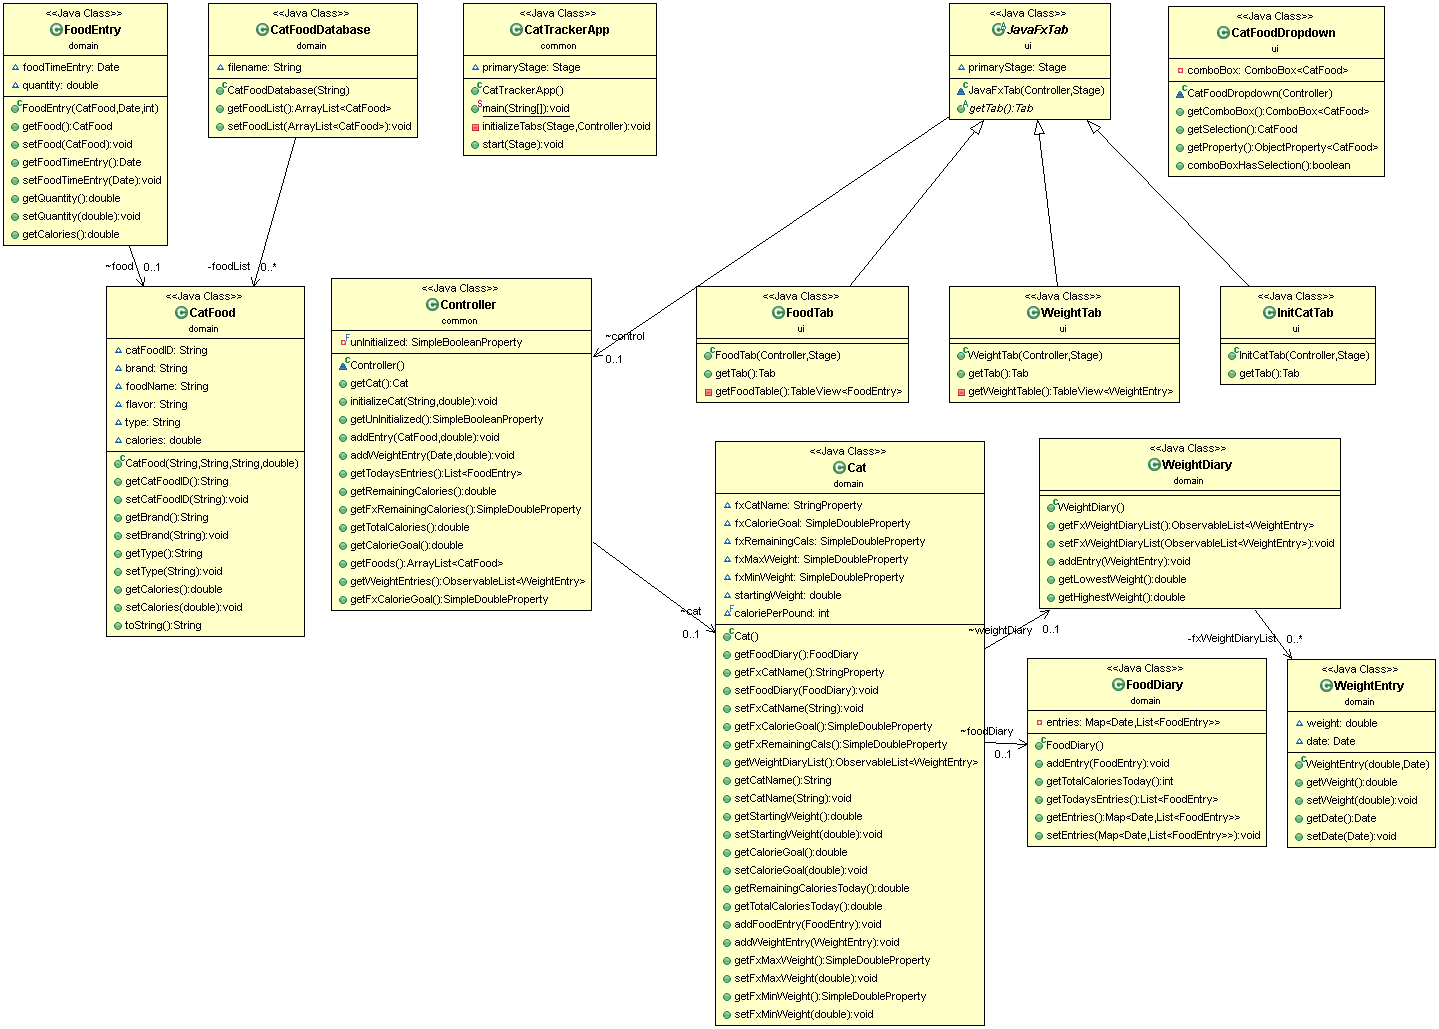 <<Java Class>>
FoodEntry
domain
foodTimeEntry: Date
quantity: double
FoodEntry(CatFood,Date,int)
getFood():CatFood
setFood(CatFood):void
getFoodTimeEntry():Date
setFoodTimeEntry(Date):void
getQuantity():double
setQuantity(double):void
getCalories():double
<<Java Class>>
CatFoodDatabase
domain
filename: String
CatFoodDatabase(String)
getFoodList():ArrayList<CatFood>
setFoodList(ArrayList<CatFood>):void
<<Java Class>>
CatTrackerApp
common
primaryStage: Stage
CatTrackerApp()
main(String[]):void
initializeTabs(Stage,Controller):void
start(Stage):void
<<Java Class>>
JavaFxTab
ui
primaryStage: Stage
JavaFxTab(Controller,Stage)
getTab():Tab
<<Java Class>>
CatFoodDropdown
ui
comboBox: ComboBox<CatFood>
CatFoodDropdown(Controller)
getComboBox():ComboBox<CatFood>
getSelection():CatFood
getProperty():ObjectProperty<CatFood>
comboBoxHasSelection():boolean
~food 0..1
-foodList 0..*
<<Java Class>>
CatFood
domain
catFoodID: String
brand: String
foodName: String
flavor: String
type: String
calories: double
CatFood(String,String,String,double)
getCatFoodID():String
setCatFoodID(String):void
getBrand():String
setBrand(String):void
getType():String
setType(String):void
getCalories():double
setCalories(double):void
toString():String
<<Java Class>>
Controller
common
unInitialized: SimpleBooleanProperty
Controller()
getCat():Cat
initializeCat(String,double):void
getUnInitialized():SimpleBooleanProperty
addEntry(CatFood,double):void
addWeightEntry(Date,double):void
getTodaysEntries():List<FoodEntry>
getRemainingCalories():double
getFxRemainingCalories():SimpleDoubleProperty
getTotalCalories():double
getCalorieGoal():double
getFoods():ArrayList<CatFood>
getWeightEntries():ObservableList<WeightEntry>
getFxCalorieGoal():SimpleDoubleProperty
~control
0..1
<<Java Class>>
FoodTab
ui
FoodTab(Controller,Stage)
getTab():Tab
getFoodTable():TableView<FoodEntry>
<<Java Class>>
WeightTab
ui
WeightTab(Controller,Stage)
getTab():Tab
getWeightTable():TableView<WeightEntry>
<<Java Class>>
InitCatTab
ui
InitCatTab(Controller,Stage)
getTab():Tab
~cat
0..1
<<Java Class>>
Cat
domain
fxCatName: StringProperty
fxCalorieGoal: SimpleDoubleProperty
fxRemainingCals: SimpleDoubleProperty
fxMaxWeight: SimpleDoubleProperty
fxMinWeight: SimpleDoubleProperty
startingWeight: double
caloriePerPound: int
Cat()
getFoodDiary():FoodDiary
getFxCatName():StringProperty
setFoodDiary(FoodDiary):void
setFxCatName(String):void
getFxCalorieGoal():SimpleDoubleProperty
getFxRemainingCals():SimpleDoubleProperty
getWeightDiaryList():ObservableList<WeightEntry>
getCatName():String
setCatName(String):void
getStartingWeight():double
setStartingWeight(double):void
getCalorieGoal():double
setCalorieGoal(double):void
getRemainingCaloriesToday():double
getTotalCaloriesToday():double
addFoodEntry(FoodEntry):void
addWeightEntry(WeightEntry):void
getFxMaxWeight():SimpleDoubleProperty
setFxMaxWeight(double):void
getFxMinWeight():SimpleDoubleProperty
setFxMinWeight(double):void
<<Java Class>>
WeightDiary
domain
WeightDiary()
getFxWeightDiaryList():ObservableList<WeightEntry>
setFxWeightDiaryList(ObservableList<WeightEntry>):void
addEntry(WeightEntry):void
getLowestWeight():double
getHighestWeight():double
~weightDiary 0..1
-fxWeightDiaryList 0..*
~foodDiary
0..1
<<Java Class>>
FoodDiary
domain
entries: Map<Date,List<FoodEntry>>
FoodDiary()
addEntry(FoodEntry):void
getTotalCaloriesToday():int
getTodaysEntries():List<FoodEntry>
getEntries():Map<Date,List<FoodEntry>>
setEntries(Map<Date,List<FoodEntry>>):void
<<Java Class>>
WeightEntry
domain
weight: double
date: Date
WeightEntry(double,Date)
getWeight():double
setWeight(double):void
getDate():Date
setDate(Date):void